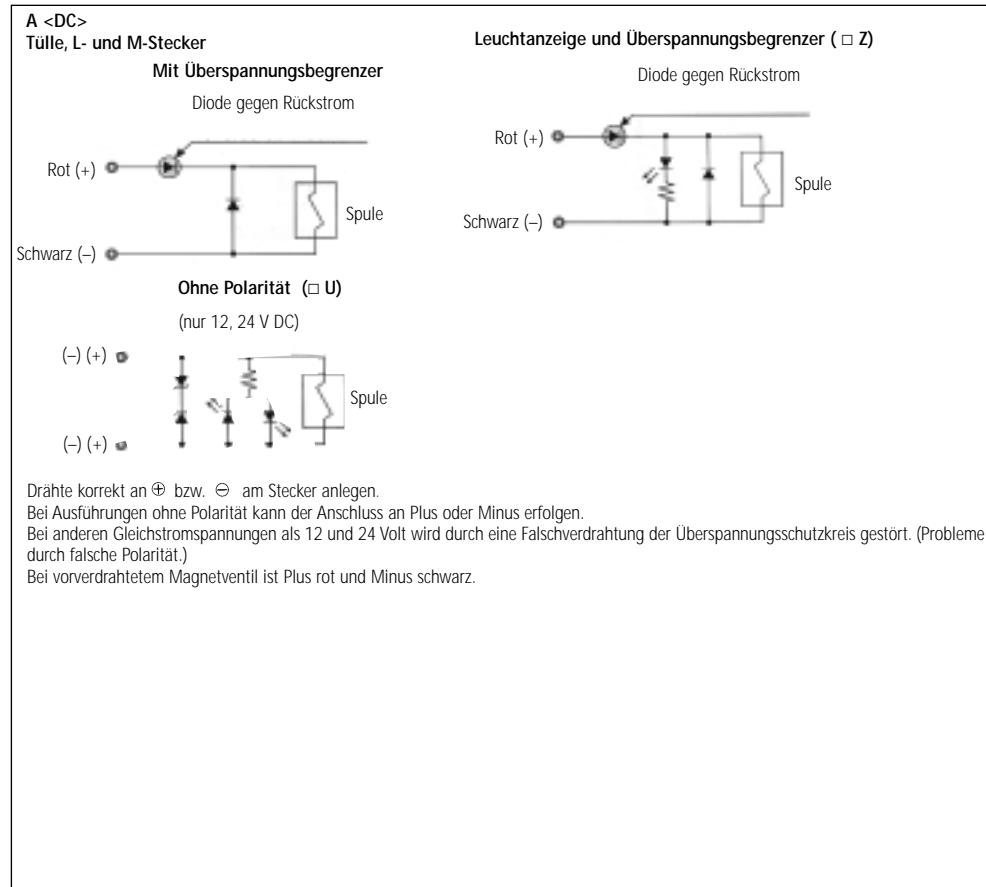 A <DC>
Tülle, L- und M-Stecker
Mit Überspannungsbegrenzer
Diode gegen Rückstrom
Rot (+)
Spule
Schwarz (–)
Leuchtanzeige und Überspannungsbegrenzer ( □ Z)
Diode gegen Rückstrom
Rot (+)
Spule
Schwarz (–)
Ohne Polarität (□ U)
(nur 12, 24 V DC)
(–) (+)
Spule
(–) (+)
Drähte korrekt an ⊕ bzw. ⊖ am Stecker anlegen.
Bei Ausführungen ohne Polarität kann der Anschluss an Plus oder Minus erfolgen.
Bei anderen Gleichstromspannungen als 12 und 24 Volt wird durch eine Falschverdrahtung der Überspannungsschutzkreis gestört. (Probleme
durch falsche Polarität.)
Bei vorverdrahtetem Magnetventil ist Plus rot und Minus schwarz.